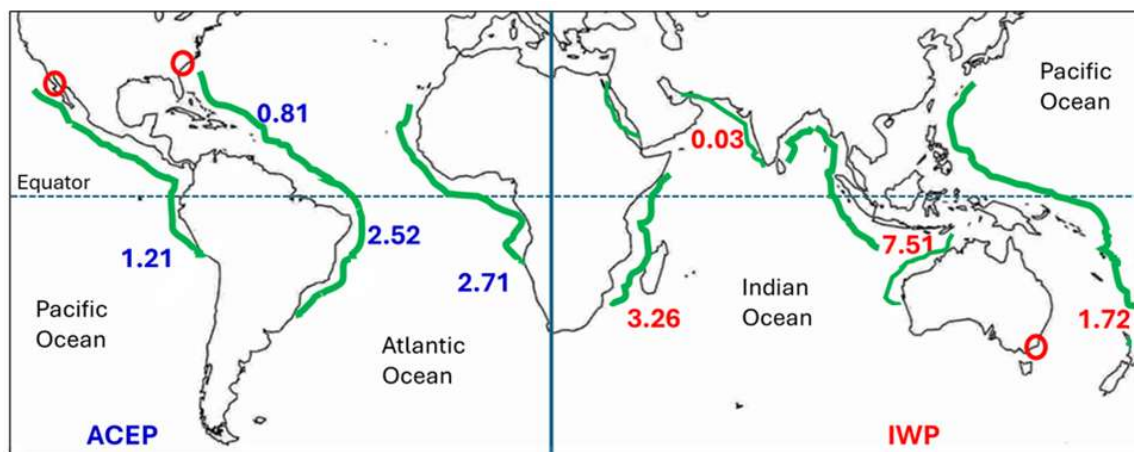 Pacific
Ocean
0.81
0.03
Equator
2.52
1.21
7.51
2.71
Indian
Ocean
3.26
1.72
Pacific
Ocean
Atlantic
Ocean
ACEP
IWP